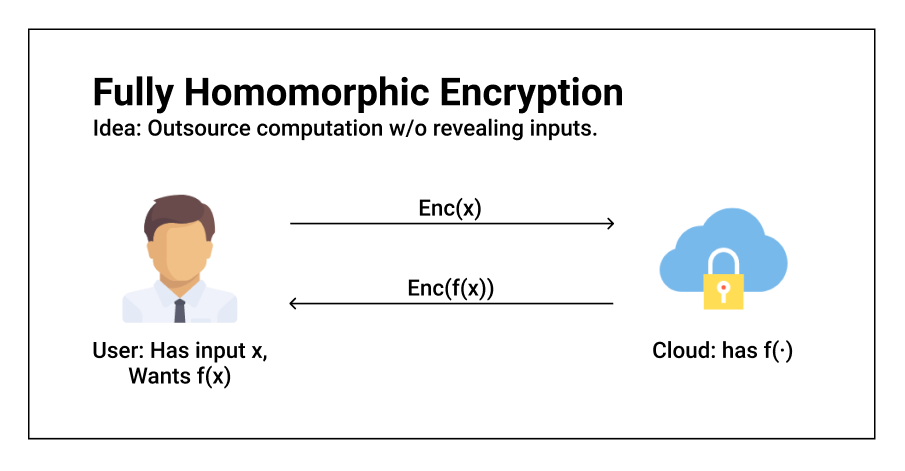 Fully Homomorphic Encryption
Idea: Outsource computation w/o revealing inputs.
Enc(x)
Enc(f(x))
User: Has input x,
Wants f(x)
Cloud: has f(·)